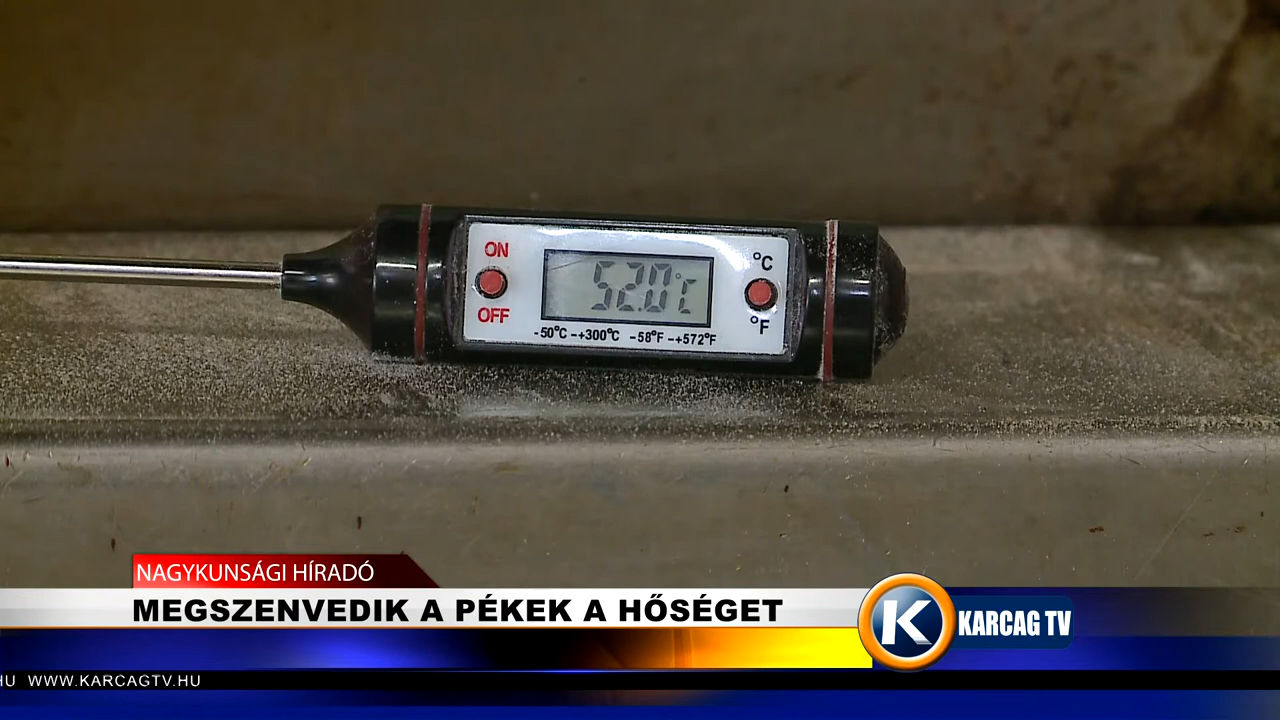 ON
OFF
52.0°C
°C
°F
-50°C -+300°C -58°F -+572°F
NAGYKUNSÁGI HÍRADÓ
MEGSZENVEDIK A PÉKEK A HŐSÉGET
K KARCAG TV
HU WWW.KARCAGTV.HU